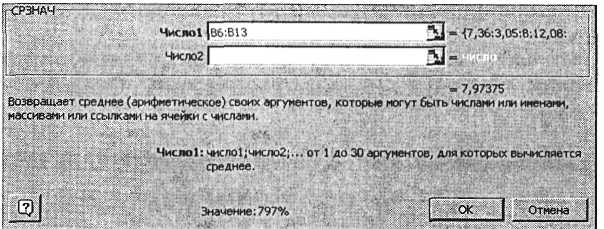 СРЗНАЧ
Число1 B6:B13 = {7,36:3,05:8:12,08:
Число2 = число
= 7,97375
Возвращает среднее (арифметическое) своих аргументов, которые могут быть числами или именами,
массивами или ссылками на ячейки с числами.
Число1: число1;число2;... от 1 до 30 аргументов, для которых вычисляется
среднее.
Значение:797%
OK Отмена